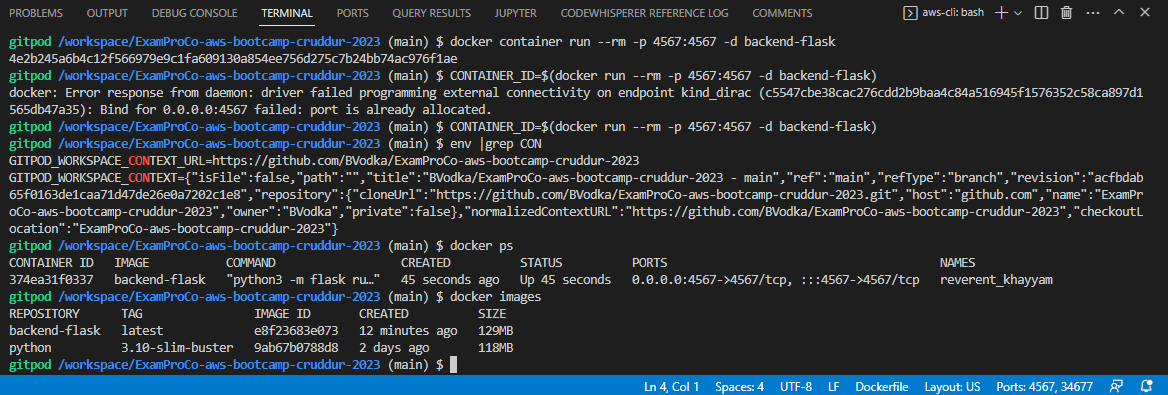 PROBLEMS OUTPUT DEBUG CONSOLE TERMINAL PORTS QUERY RESULTS JUPYTER CODEWHISPERER REFERENCE LOG COMMENTS aws-cli: bash
gitpod /workspace/ExamProCo-aws-bootcamp-cruddur-2023 (main) $ docker container run --rm -p 4567:4567 -d backend-flask
4e2b245a6b4c12f566979e9c1fa609130a854ee756d275c7b24bb74ac976f1ae
gitpod /workspace/ExamProCo-aws-bootcamp-cruddur-2023 (main) $ CONTAINER_ID=$(docker run --rm -p 4567:4567 -d backend-flask)
docker: Error response from daemon: driver failed programming external connectivity on endpoint kind_dirac (c5547cbe38cac276cdd2b9baa4c84a516945f1576352c58ca897d1
565db47a35): Bind for 0.0.0.0:4567 failed: port is already allocated.
gitpod /workspace/ExamProCo-aws-bootcamp-cruddur-2023 (main) $ CONTAINER_ID=$(docker run --rm -p 4567:4567 -d backend-flask)
gitpod /workspace/ExamProCo-aws-bootcamp-cruddur-2023 (main) $ env |grep CON
GITPOD_WORKSPACE_CONTEXT_URL=https://github.com/BVodka/ExamProCo-aws-bootcamp-cruddur-2023
GITPOD_WORKSPACE_CONTEXT={"isFile":false,"path":"","title":"BVodka/ExamProCo-aws-bootcamp-cruddur-2023 - main","ref":"main","refType":"branch","revision":"acfbdab
65f0163de1caa71d47de26e0a7202c1e8","repository":{"cloneUrl":"https://github.com/BVodka/ExamProCo-aws-bootcamp-cruddur-2023.git","host":"github.com","name":"ExamPr
oCo-aws-bootcamp-cruddur-2023","owner":"BVodka","private":false},"normalizedContextURL":"https://github.com/BVodka/ExamProCo-aws-bootcamp-cruddur-2023","checkoutL
ocation":"ExamProCo-aws-bootcamp-cruddur-2023"}
gitpod /workspace/ExamProCo-aws-bootcamp-cruddur-2023 (main) $ docker ps
CONTAINER ID IMAGE COMMAND CREATED STATUS PORTS NAMES
374ea31f0337 backend-flask "python3 -m flask ru…" 45 seconds ago Up 45 seconds 0.0.0.0:4567->4567/tcp, :::4567->4567/tcp reverent_khayyam
gitpod /workspace/ExamProCo-aws-bootcamp-cruddur-2023 (main) $ docker images
REPOSITORY TAG IMAGE ID CREATED SIZE
backend-flask latest e8f23683e073 12 minutes ago 129MB
python 3.10-slim-buster 9ab67b0788d8 2 days ago 118MB
gitpod /workspace/ExamProCo-aws-bootcamp-cruddur-2023 (main) $
Ln 4, Col 1 Spaces: 4 UTF-8 LF Dockerfile Layout: US Ports: 4567, 34677